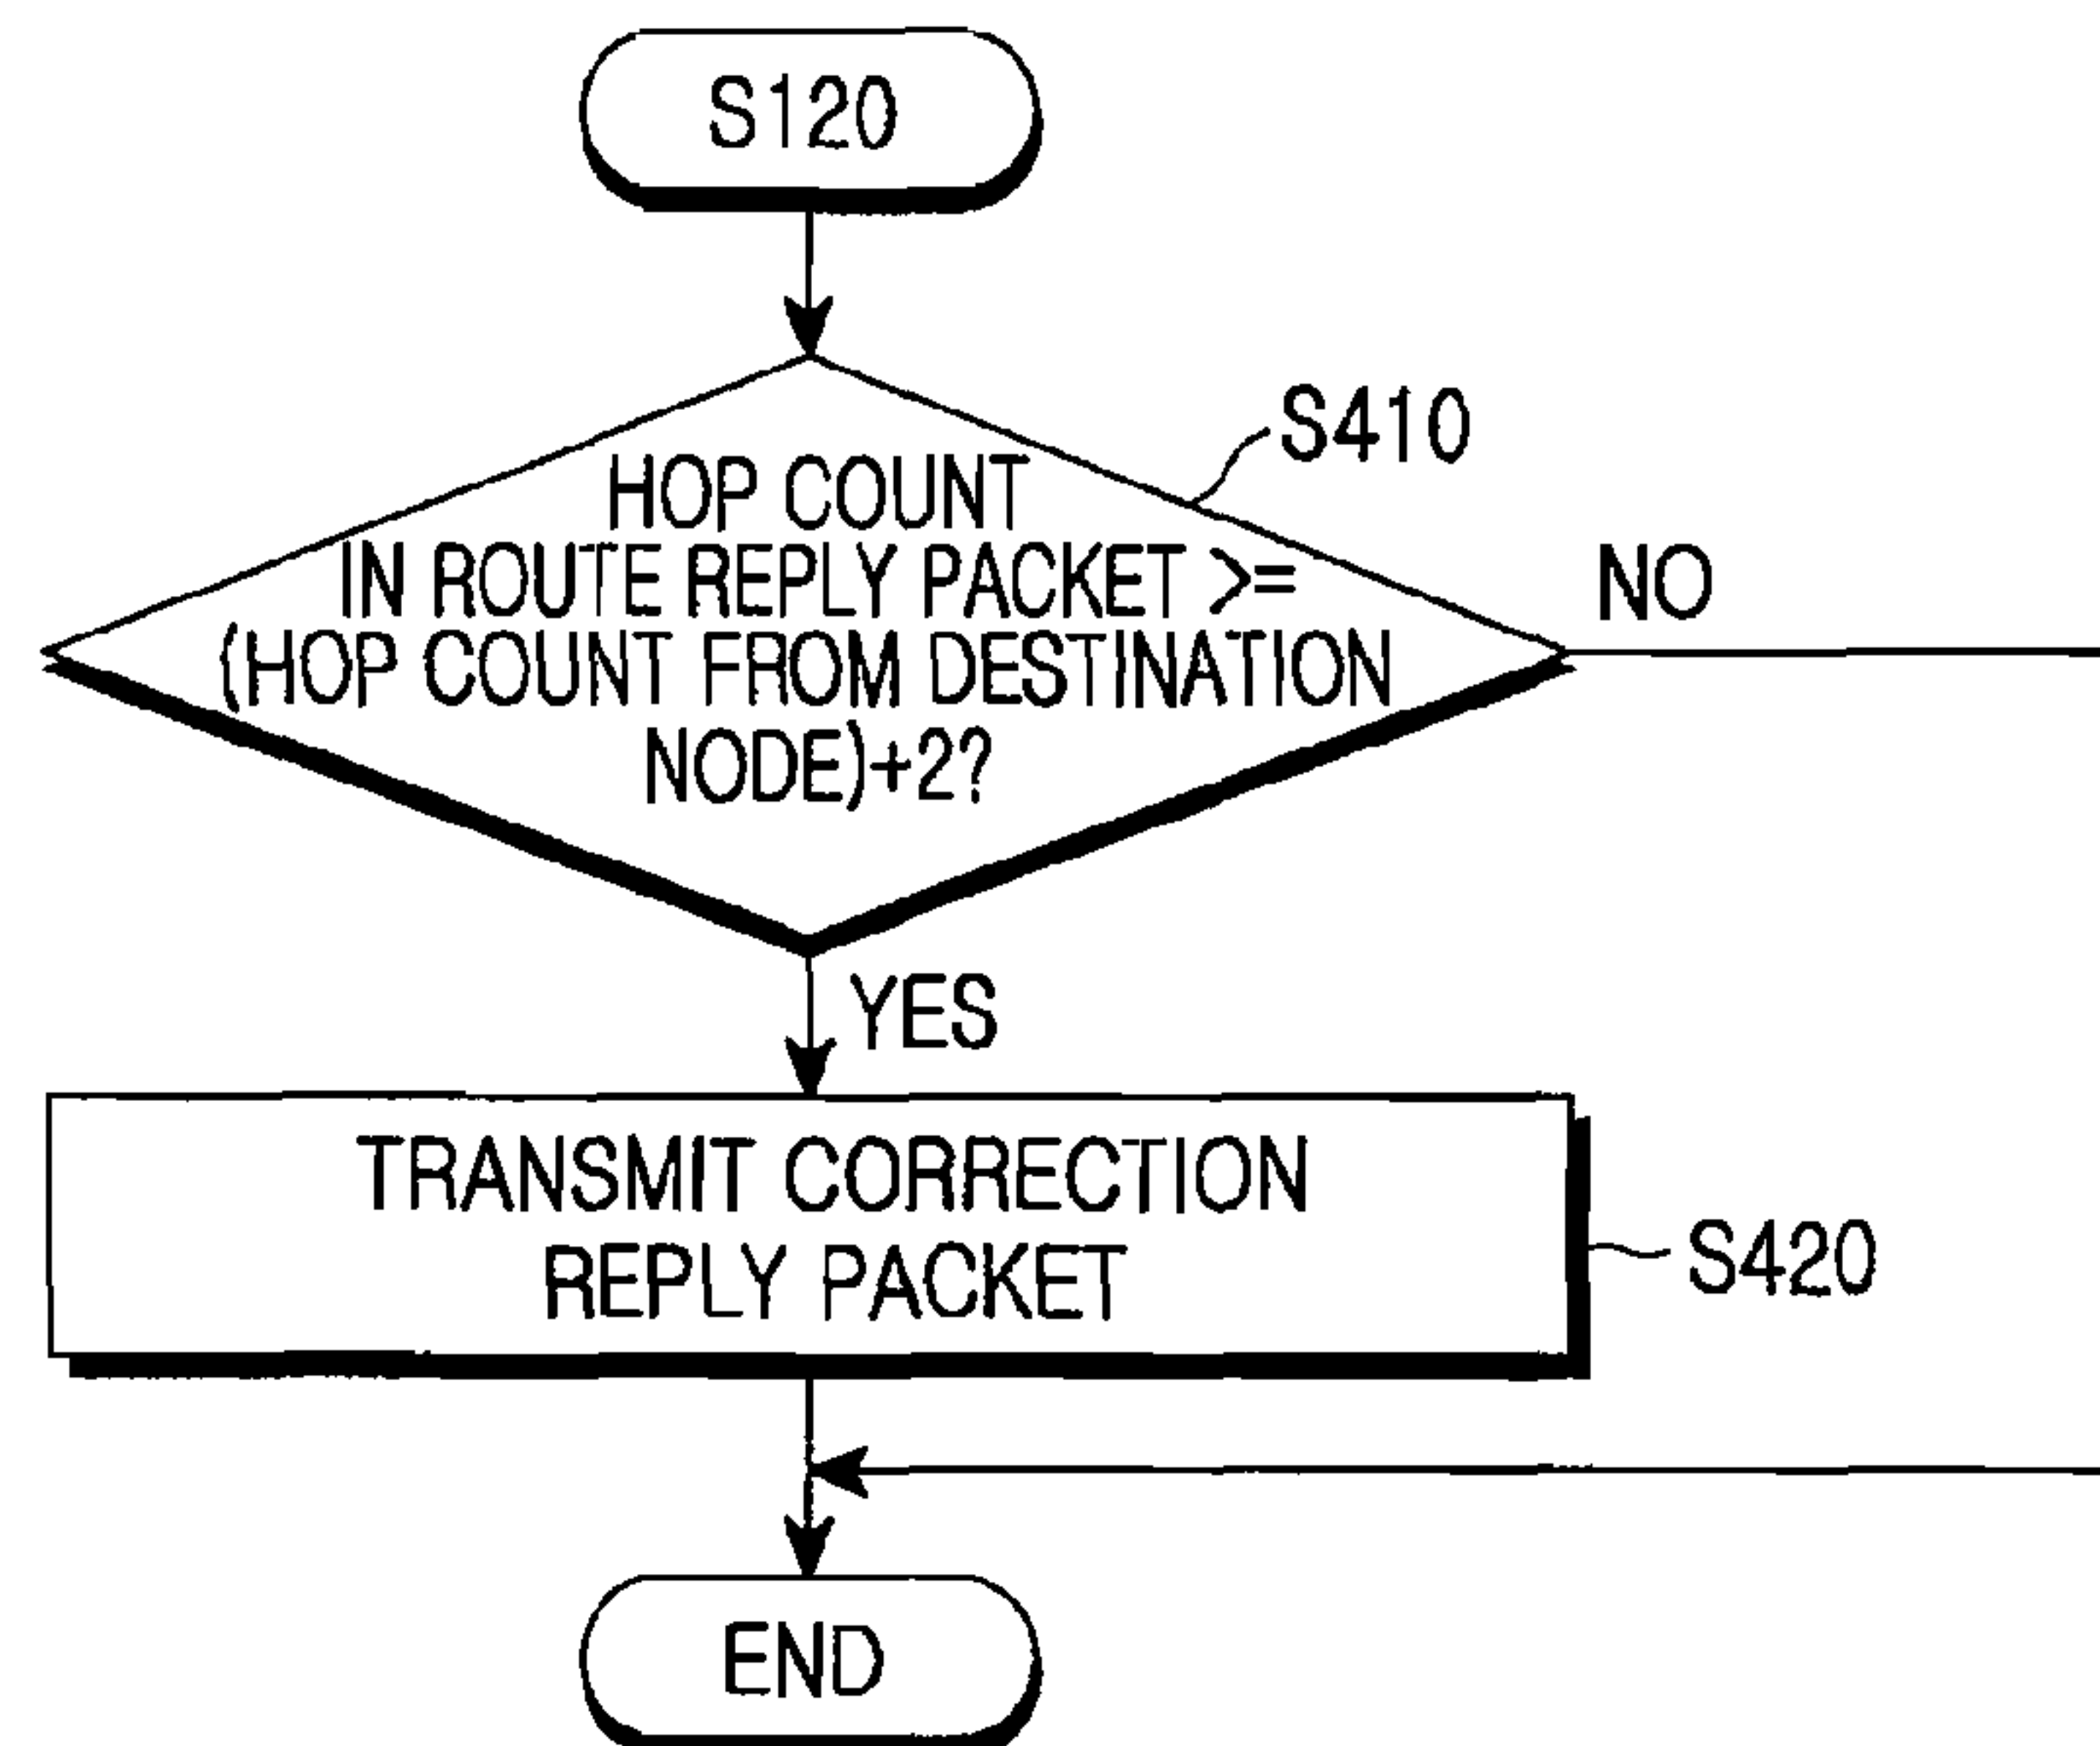 S120
S410
HOP COUNT
IN ROUTE REPLY PACKET >=
(HOP COUNT FROM DESTINATION
NODE)+2?
NO
YES
TRANSMIT CORRECTION
REPLY PACKET
S420
END